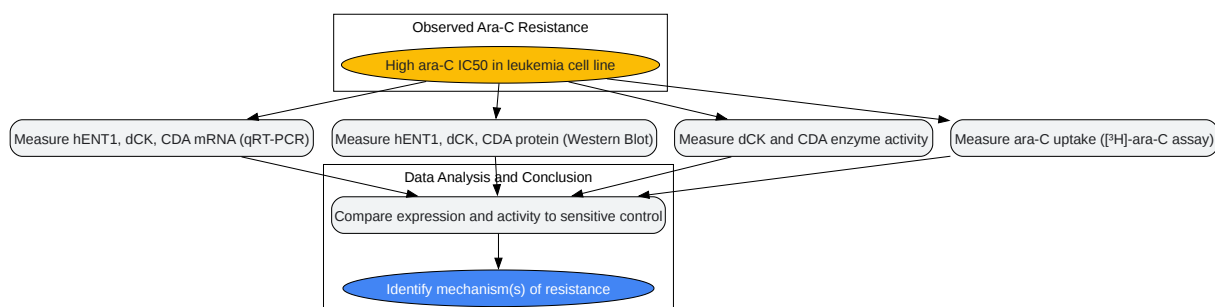 Observed Ara-C Resistance
High ara-C IC50 in leukemia cell line
Measure hENT1, dCK, CDA mRNA (qRT-PCR)
Measure hENT1, dCK, CDA protein (Western Blot)
Measure dCK and CDA enzyme activity
Measure ara-C uptake ([³H]-ara-C assay)
Data Analysis and Conclusion
Compare expression and activity to sensitive control
Identify mechanism(s) of resistance